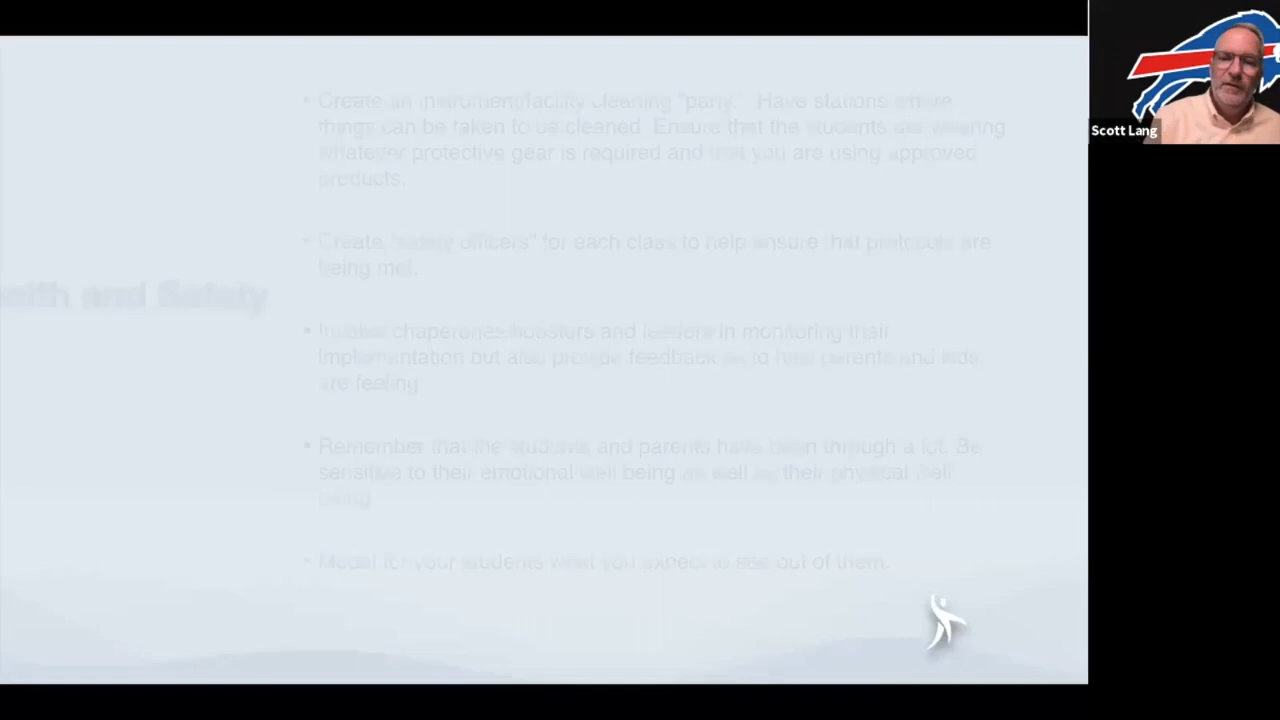 Scott Lang
• Create an instrument/facility cleaning "party." Have stations where
things can be taken to be cleaned. Ensure that the students are wearing
whatever protective gear is required and that you are using approved
products.
• Create "safety officers" for each class to help ensure that protocols are
being met.
Health and Safety
• Involve chaperones/boosters and leaders in monitoring their
implementation but also provide feedback as to how parents and kids
are feeling
• Remember that the students and parents have been through a lot. Be
sensitive to their emotional well being as well as their physical well
being
• Model for your students what you expect to see out of them.